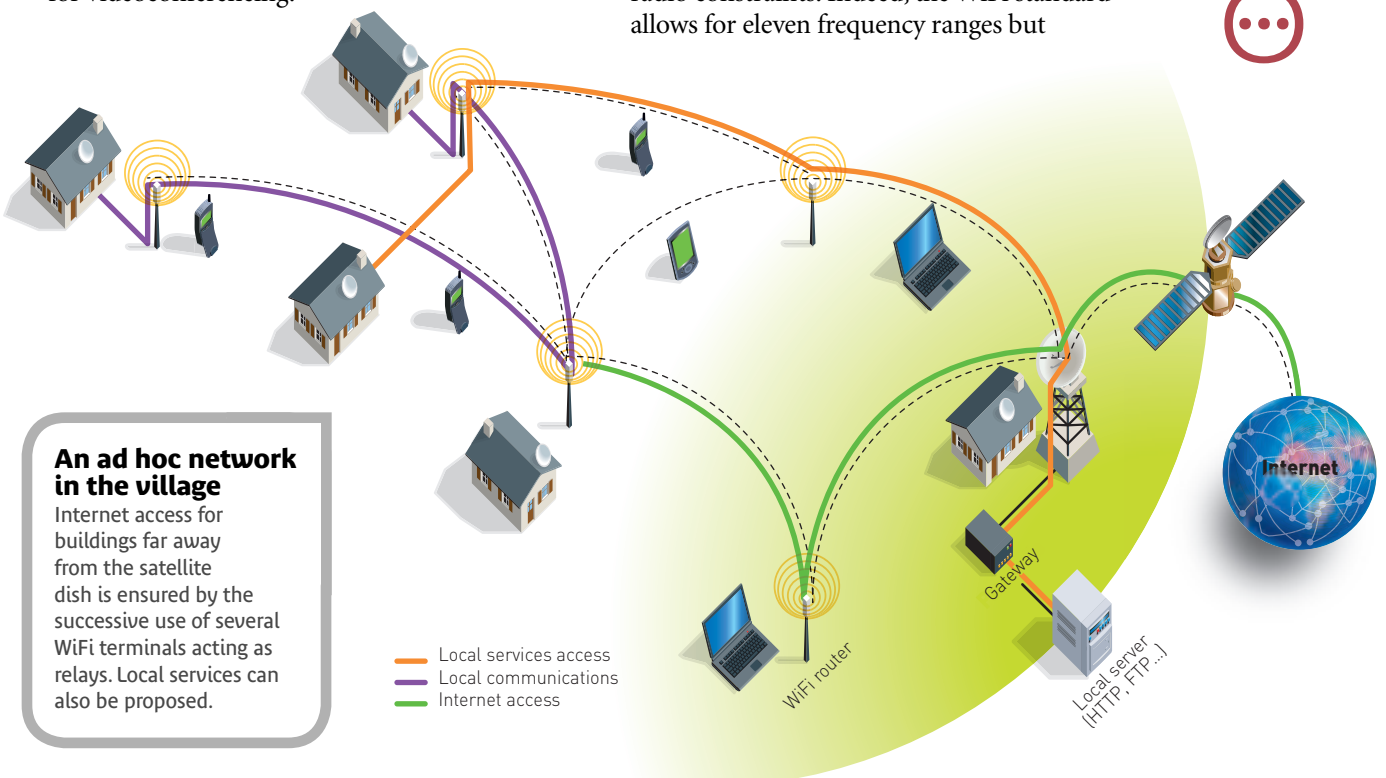 for videoconferencing.
allows for eleven frequency ranges but
An ad hoc network
in the village
Internet access for
buildings far away
from the satellite
dish is ensured by the
successive use of several
WiFi terminals acting as
relays. Local services can
also be proposed.
Local services access
Local communications
Internet access
WiFi router
Gateway
Local server
(HTTP, FTP ...)
Internet